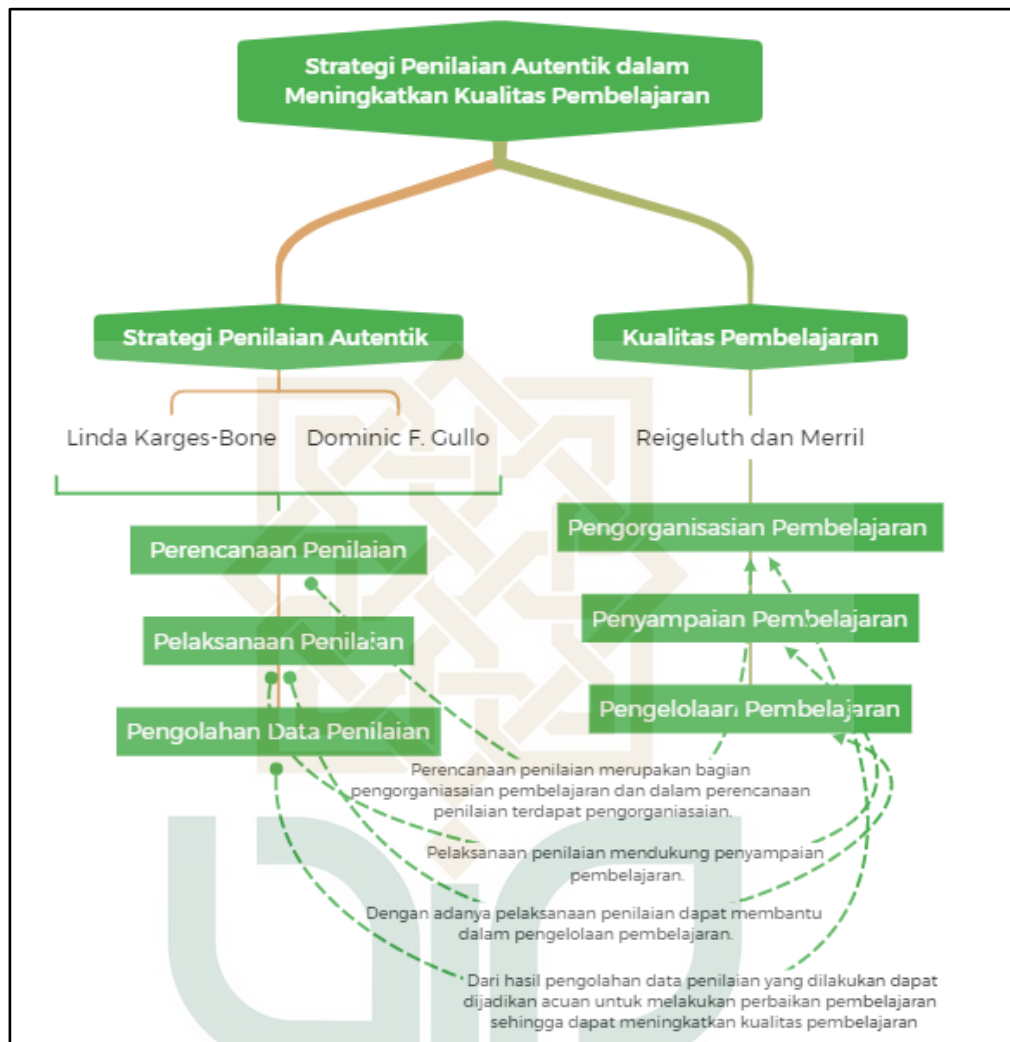 Strategi Penilaian Autentik dalam
Meningkatkan Kualitas Pembelajaran
Strategi Penilaian Autentik
Kualitas Pembelajaran
Linda Karges-Bone
Dominic F. Gullo
Reigeluth dan Merril
Perencanaan Penilaian
Pengorganisasian Pembelajaran
Pelaksanaan Penilaian
Penyampaian Pembelajaran
Pengolahan Data Penilaian
Pengelolaan Pembelajaran
Perencanaan penilaian merupakan bagian
pengorganiasaian pembelajaran dan dalam perencanaan
penilaian terdapat pengorganiasaian.
Pelaksanaan penilaian mendukung penyampaian
pembelajaran.
Dengan adanya pelaksanaan penilaian dapat membantu
dalam pengelolaan pembelajaran.
Dari hasil pengolahan data penilaian yang dilakukan dapat
dijadikan acuan untuk melakukan perbaikan pembelajaran
sehingga dapat meningkatkan kualitas pembelajaran